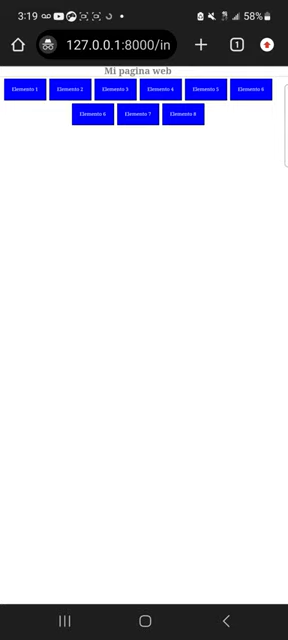 3:19
58%
127.0.0.1:8000/in
1
Mi pagina web
Elemento 1 Elemento 2 Elemento 3 Elemento 4 Elemento 5 Elemento 6
Elemento 6 Elemento 7 Elemento 8